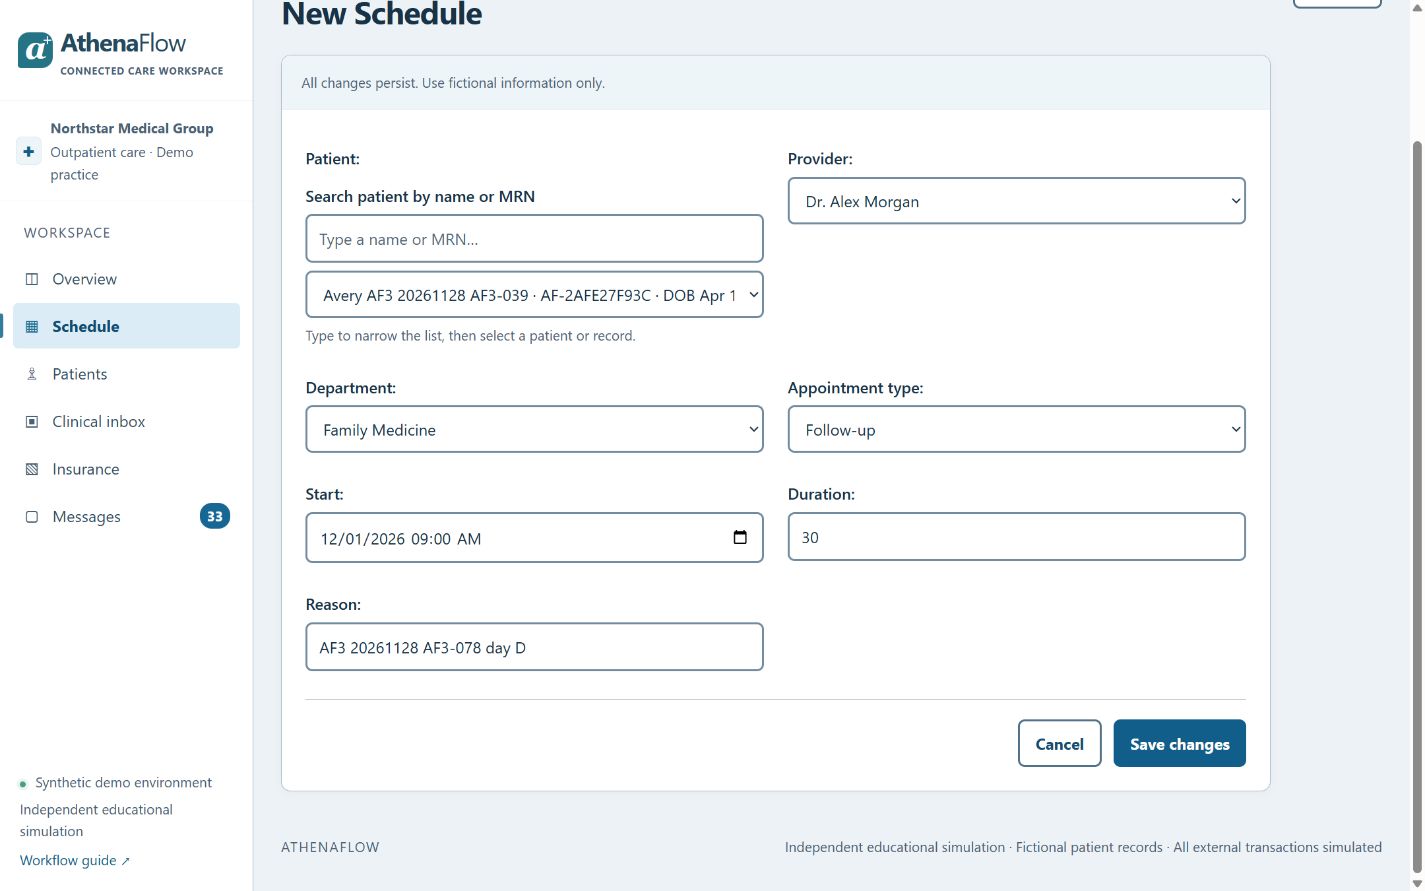 AthenaFlow
CONNECTED CARE WORKSPACE
Northstar Medical Group
Outpatient care · Demo
practice
WORKSPACE
Overview
Schedule
Patients
Clinical inbox
Insurance
Messages 33
Synthetic demo environment
Independent educational
simulation
Workflow guide ↗
New Schedule
All changes persist. Use fictional information only.
Patient:
Search patient by name or MRN
Type a name or MRN...
Avery AF3 20261128 AF3-039 · AF-2AFE27F93C · DOB Apr 1
Type to narrow the list, then select a patient or record.
Provider:
Dr. Alex Morgan
Department:
Family Medicine
Appointment type:
Follow-up
Start:
12/01/2026 09:00 AM
Duration:
30
Reason:
AF3 20261128 AF3-078 day D
Cancel
Save changes
ATHENAFLOW
Independent educational simulation · Fictional patient records · All external transactions simulated